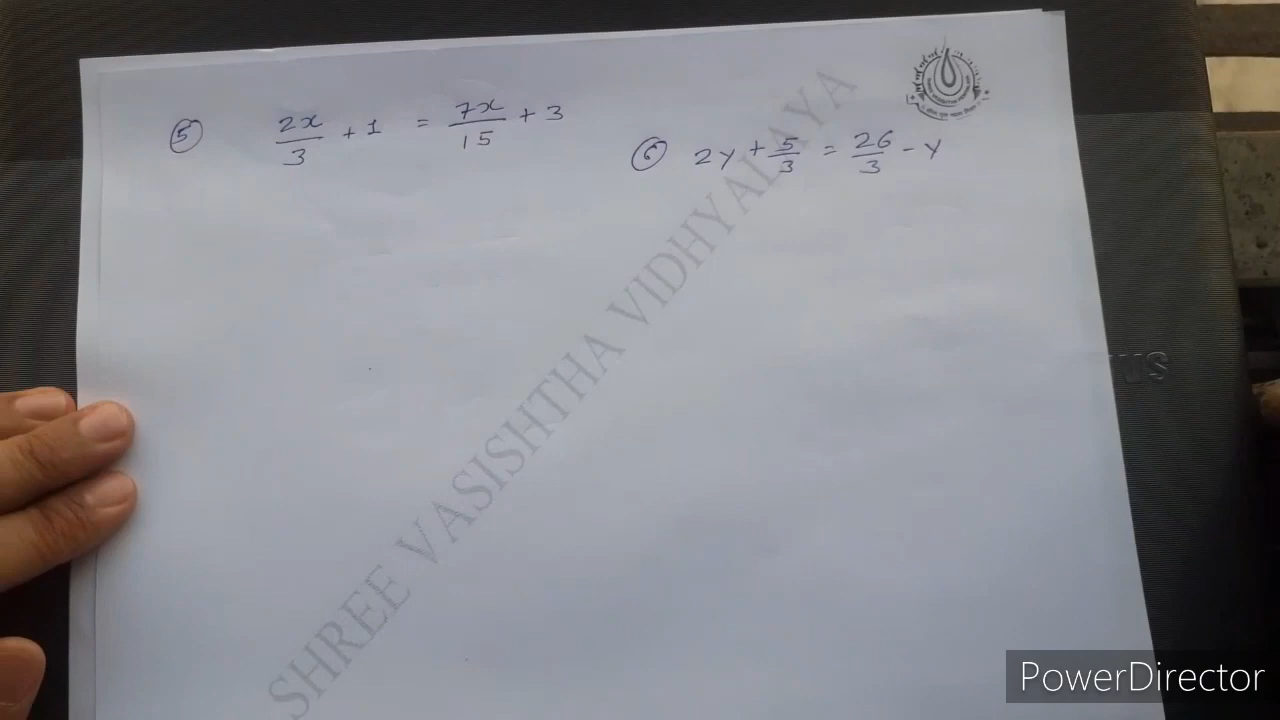 ⑤ 2x/3 + 1 = 7x/15 + 3
⑥ 2y + 5/3 = 26/3 - y
SHREE VASISHTHA VIDHYALAYA
PowerDirector